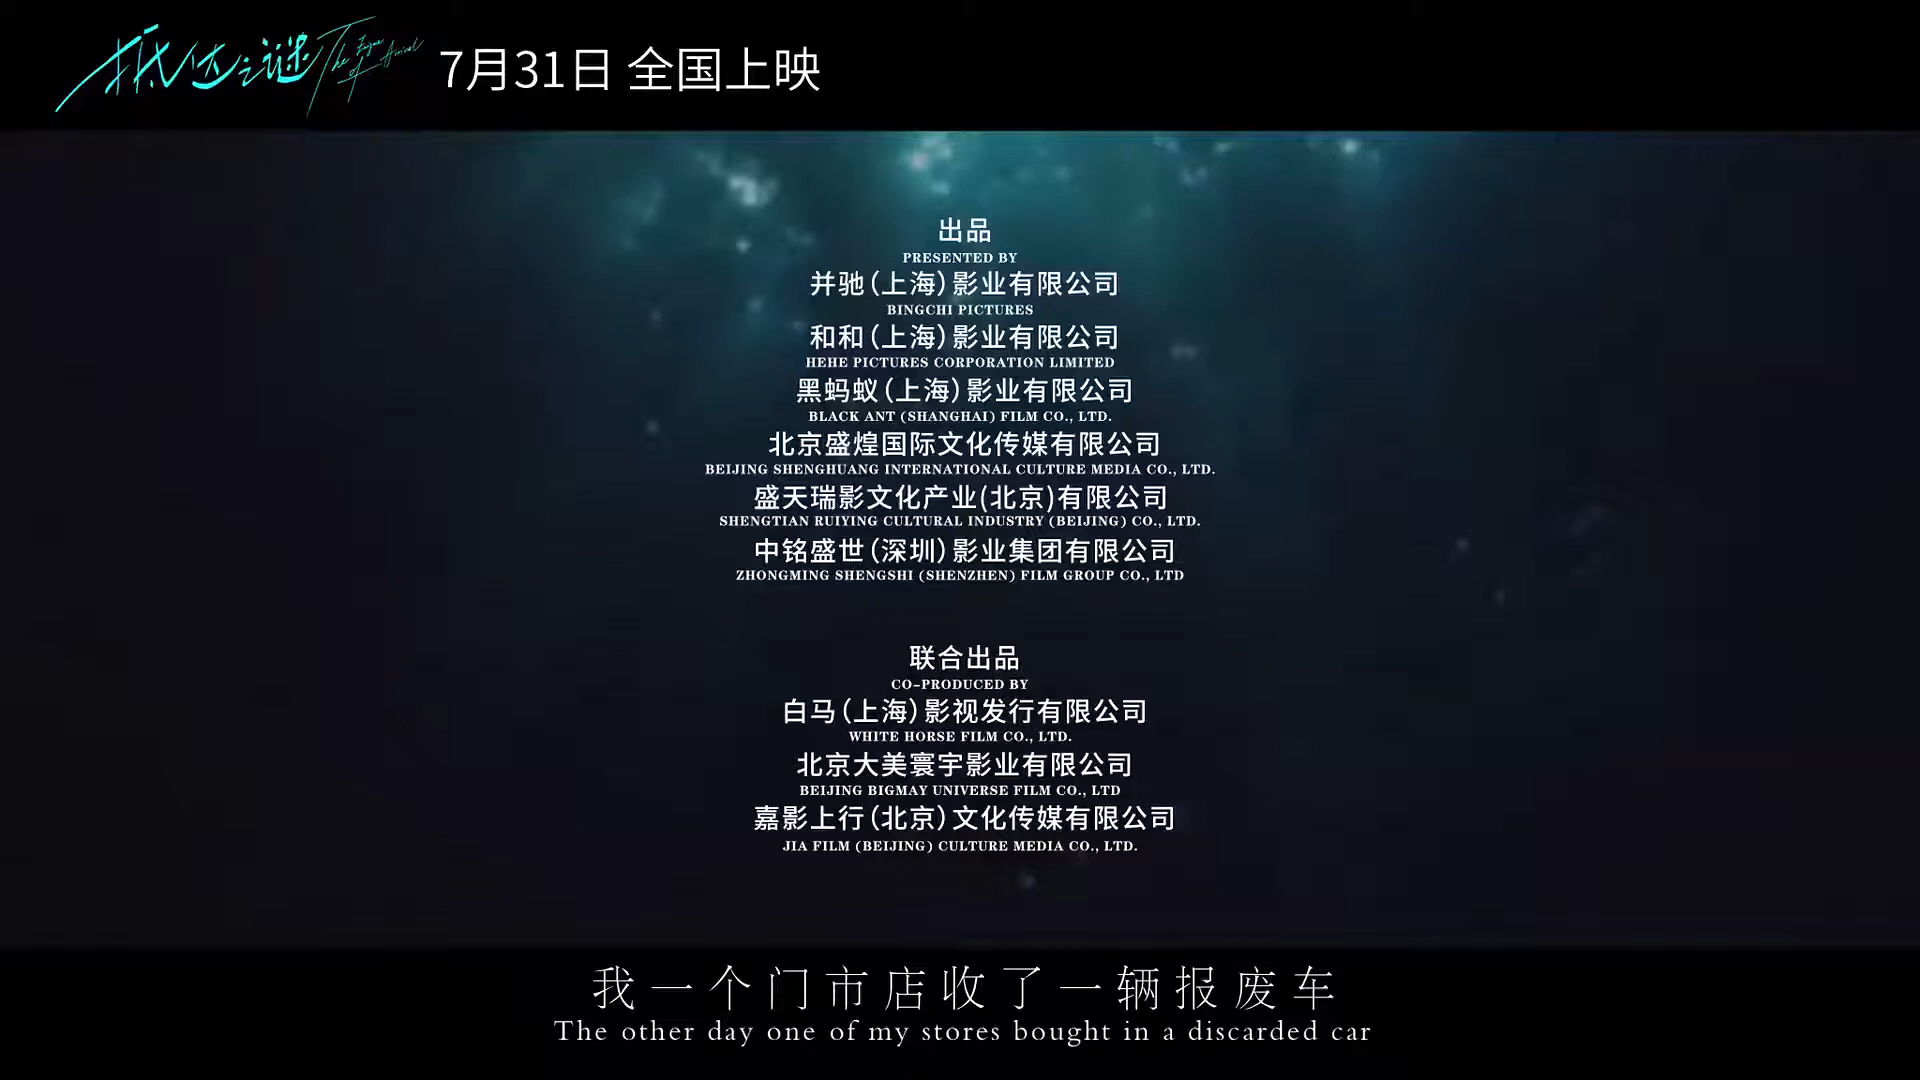 抵达之谜 The Enigma of Arrival
7月31日 全国上映
出品
PRESENTED BY
并驰(上海)影业有限公司
BINGCHI PICTURES
和和(上海)影业有限公司
HEHE PICTURES CORPORATION LIMITED
黑蚂蚁(上海)影业有限公司
BLACK ANT (SHANGHAI) FILM CO., LTD.
北京盛煌国际文化传媒有限公司
BEIJING SHENGHUANG INTERNATIONAL CULTURE MEDIA CO., LTD.
盛天瑞影文化产业(北京)有限公司
SHENGTIAN RUIYING CULTURAL INDUSTRY (BEIJING) CO., LTD.
中铭盛世(深圳)影业集团有限公司
ZHONGMING SHENGSHI (SHENZHEN) FILM GROUP CO., LTD
联合出品
CO-PRODUCED BY
白马(上海)影视发行有限公司
WHITE HORSE FILM CO., LTD.
北京大美寰宇影业有限公司
BEIJING BIGMAY UNIVERSE FILM CO., LTD
嘉影上行(北京)文化传媒有限公司
JIA FILM (BEIJING) CULTURE MEDIA CO., LTD.
我一个门市店收了一辆报废车
The other day one of my stores bought in a discarded car